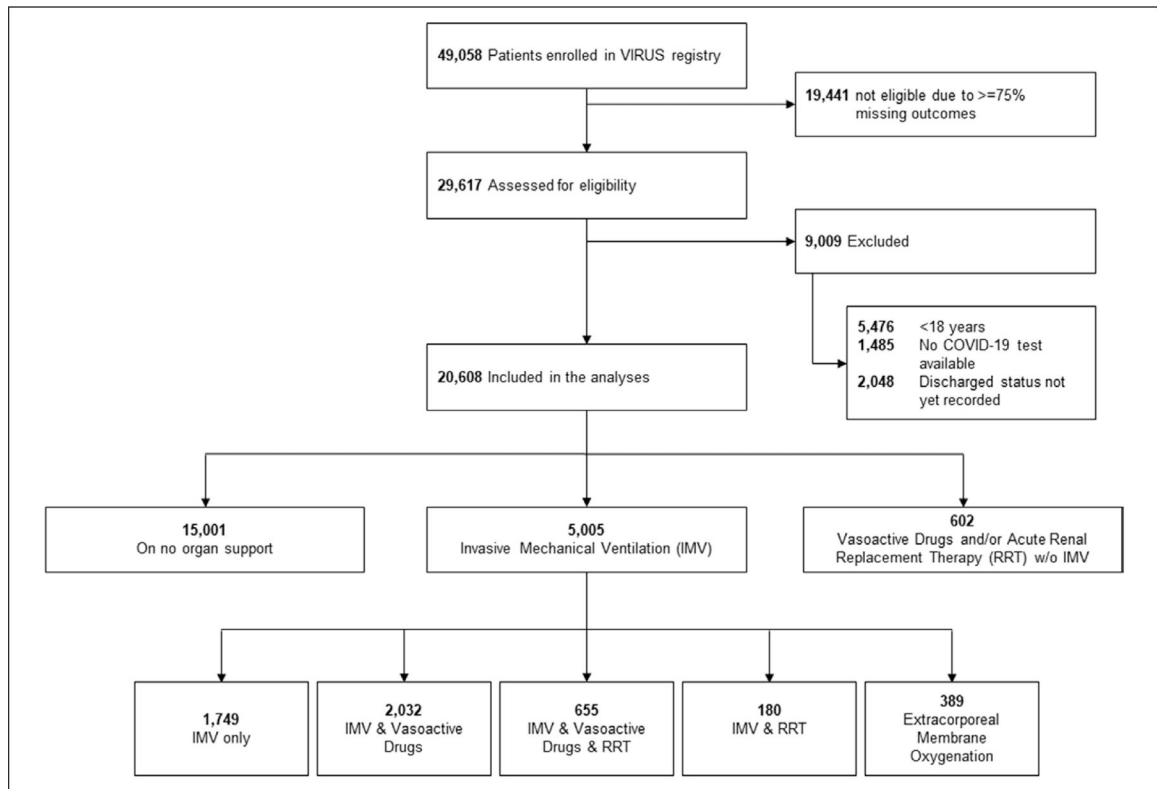 49,058 Patients enrolled in VIRUS registry
19,441 not eligible due to >=75%
missing outcomes
29,617 Assessed for eligibility
9,009 Excluded
5,476 <18 years
1,485 No COVID-19 test
available
2,048 Discharged status not
yet recorded
20,608 Included in the analyses
15,001
On no organ support
5,005
Invasive Mechanical Ventilation (IMV)
602
Vasoactive Drugs and/or Acute Renal
Replacement Therapy (RRT) w/o IMV
1,749
IMV only
2,032
IMV & Vasoactive
Drugs
655
IMV & Vasoactive
Drugs & RRT
180
IMV & RRT
389
Extracorporeal
Membrane
Oxygenation